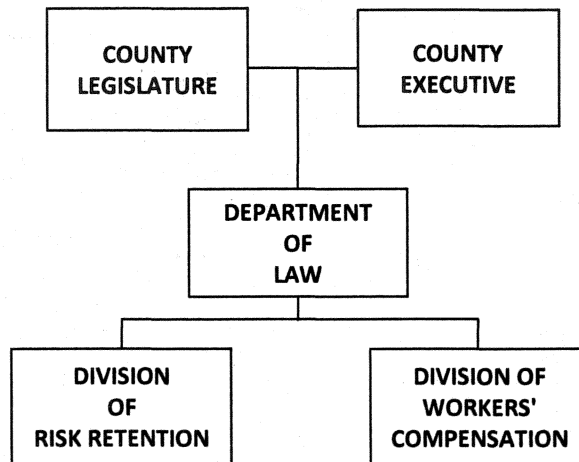 COUNTY
LEGISLATURE
COUNTY
EXECUTIVE
DEPARTMENT
OF
LAW
DIVISION
OF
RISK RETENTION
DIVISION OF
WORKERS'
COMPENSATION